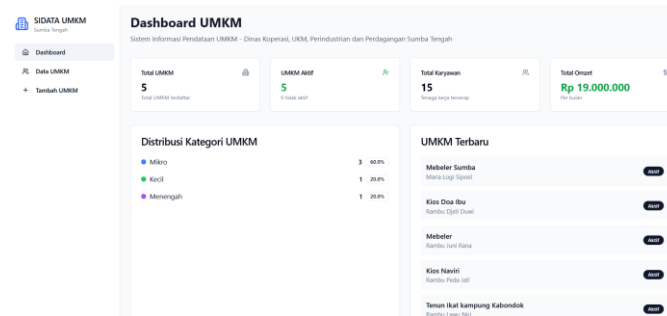 SIDATA UMKM
Sumba Tengah
Dashboard
Data UMKM
+ Tambah UMKM
Dashboard UMKM
Sistem Informasi Pendataan UMKM - Dinas Koperasi, UKM, Perindustrian dan Perdagangan Sumba Tengah
Total UMKM
5
Total UMKM terdaftar
UMKM Aktif
5
0 tidak aktif
Total Karyawan
15
Tenaga kerja terserap
Total Omzet
$
Rp 19.000.000
Per bulan
Distribusi Kategori UMKM
Mikro 3 60.0%
Kecil 1 20.0%
Menengah 1 20.0%
UMKM Terbaru
Mebeler Sumba
Maria Logi Sipoel
Aktif
Kios Doa Ibu
Rambu Djati Duwi
Aktif
Mebeler
Rambu Juni Rana
Aktif
Kios Naviri
Rambu Peda Jati
Aktif
Tenun Ikat kampung Kabondok
Aktif
Rambu